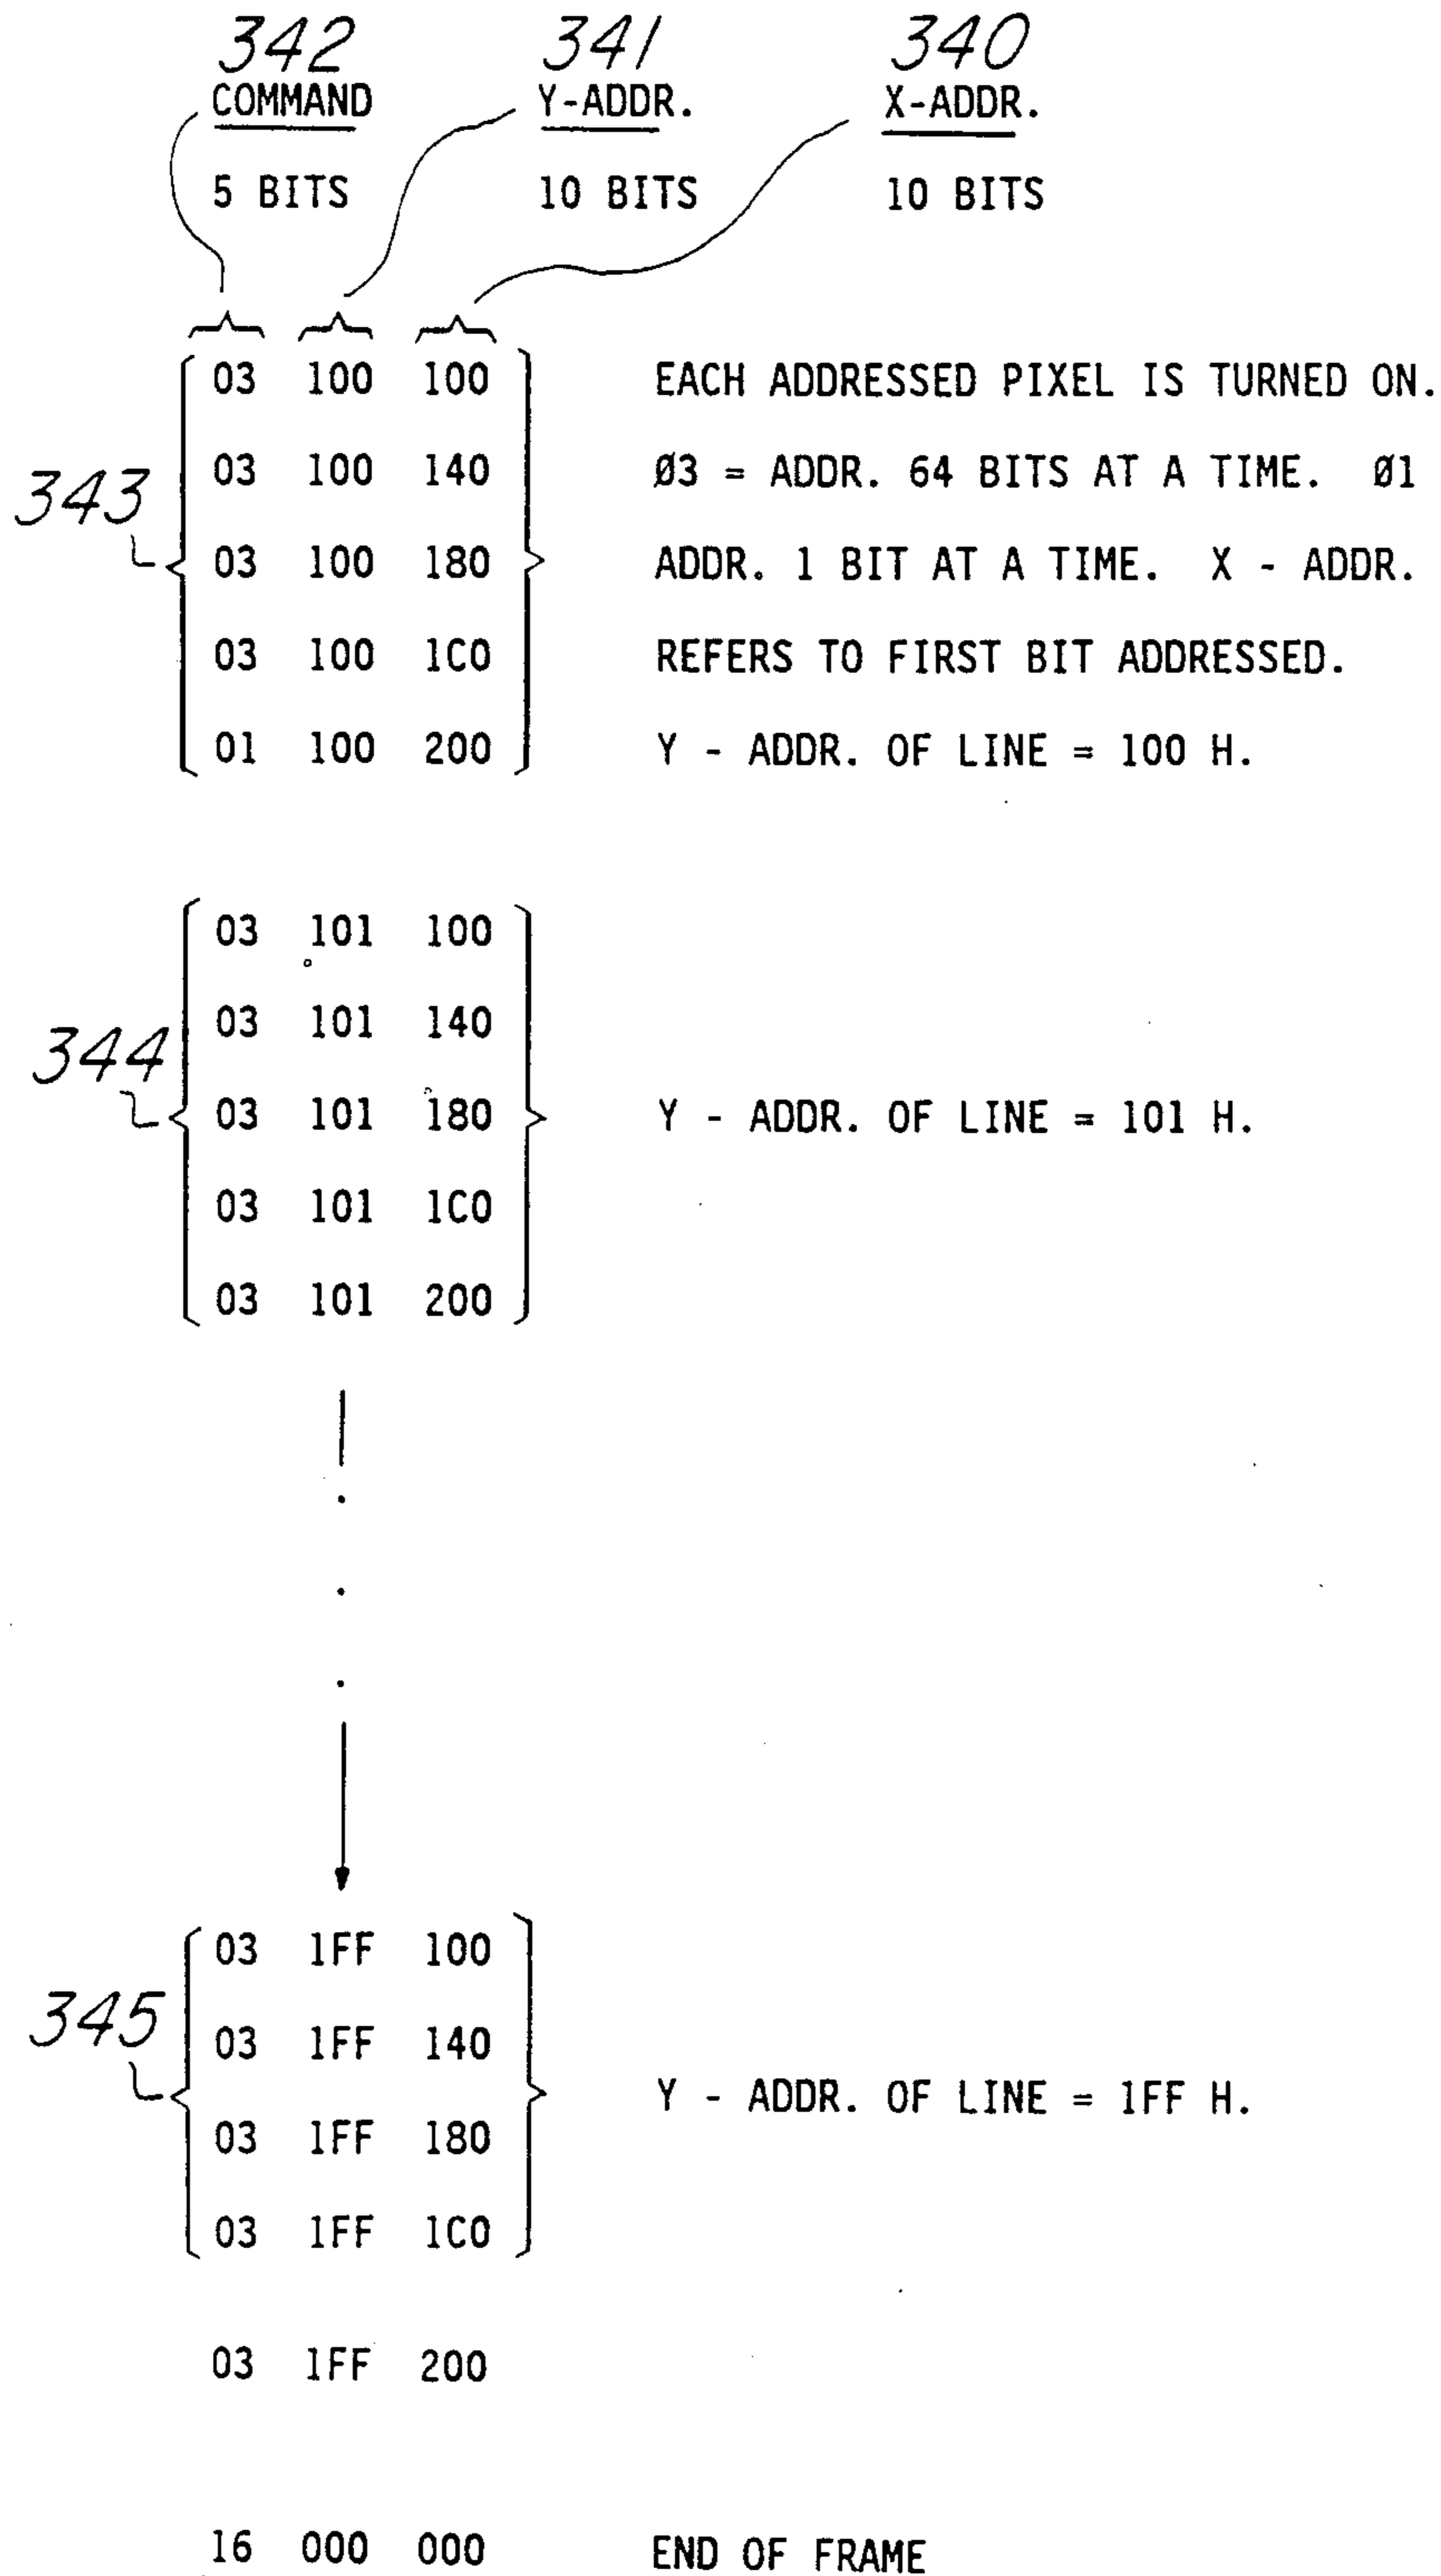 342 341 340
COMMAND Y-ADDR. X-ADDR.
5 BITS 10 BITS 10 BITS
03 100 100 EACH ADDRESSED PIXEL IS TURNED ON.
03 100 140 Ø3 = ADDR. 64 BITS AT A TIME. Ø1
343
03 100 180 ADDR. 1 BIT AT A TIME. X - ADDR.
03 100 1C0 REFERS TO FIRST BIT ADDRESSED.
01 100 200 Y - ADDR. OF LINE = 100 H.
03 101 100
03 101 140
344
03 101 180 Y - ADDR. OF LINE = 101 H.
03 101 1C0
03 101 200
03 1FF 100
345
03 1FF 140
Y - ADDR. OF LINE = 1FF H.
03 1FF 180
03 1FF 1C0
03 1FF 200
16 000 000 END OF FRAME